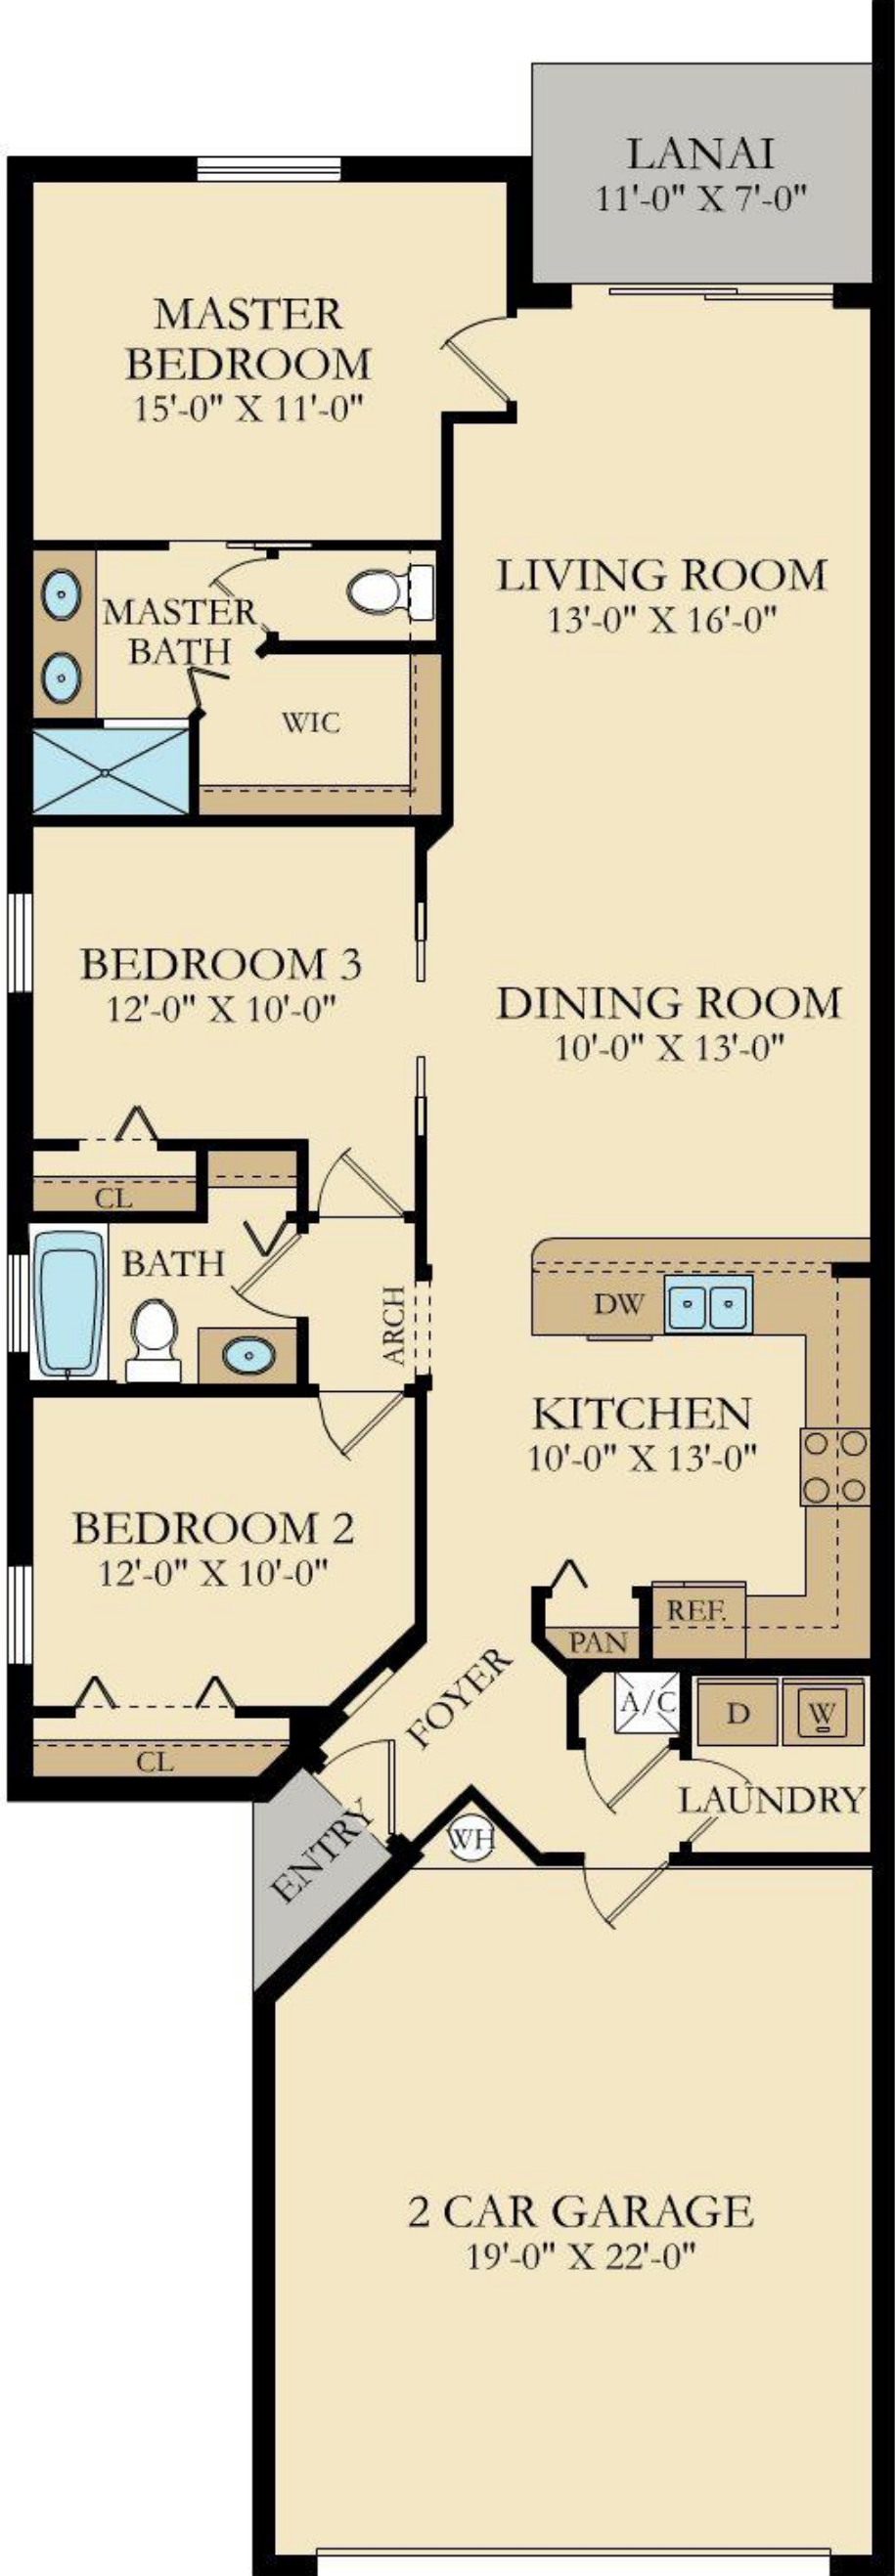 LANAI
11'-0" X 7'-0"
MASTER
BEDROOM
15'-0" X 11'-0"
LIVING ROOM
13'-0" X 16'-0"
MASTER
BATH
WIC
BEDROOM 3
12'-0" X 10'-0"
DINING ROOM
10'-0" X 13'-0"
CL
BATH
ARCH
DW
KITCHEN
10'-0" X 13'-0"
BEDROOM 2
12'-0" X 10'-0"
REF.
PAN
FOYER
A/C
D
W
CL
LAUNDRY
ENTRY
WH
2 CAR GARAGE
19'-0" X 22'-0"